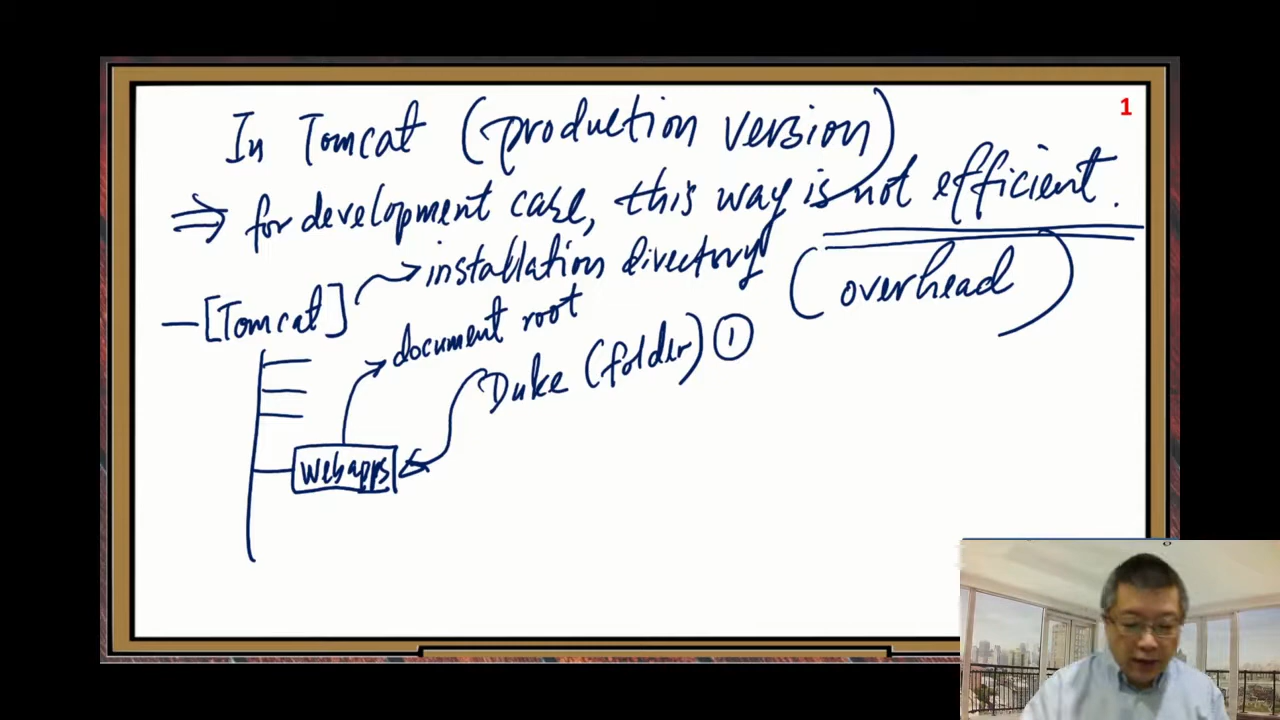 1
In Tomcat (production version)
⇒ for development case, this way is not efficient.
(overhead)
— [Tomcat] → installation directory
document root
Duke (folder) ①
webapps